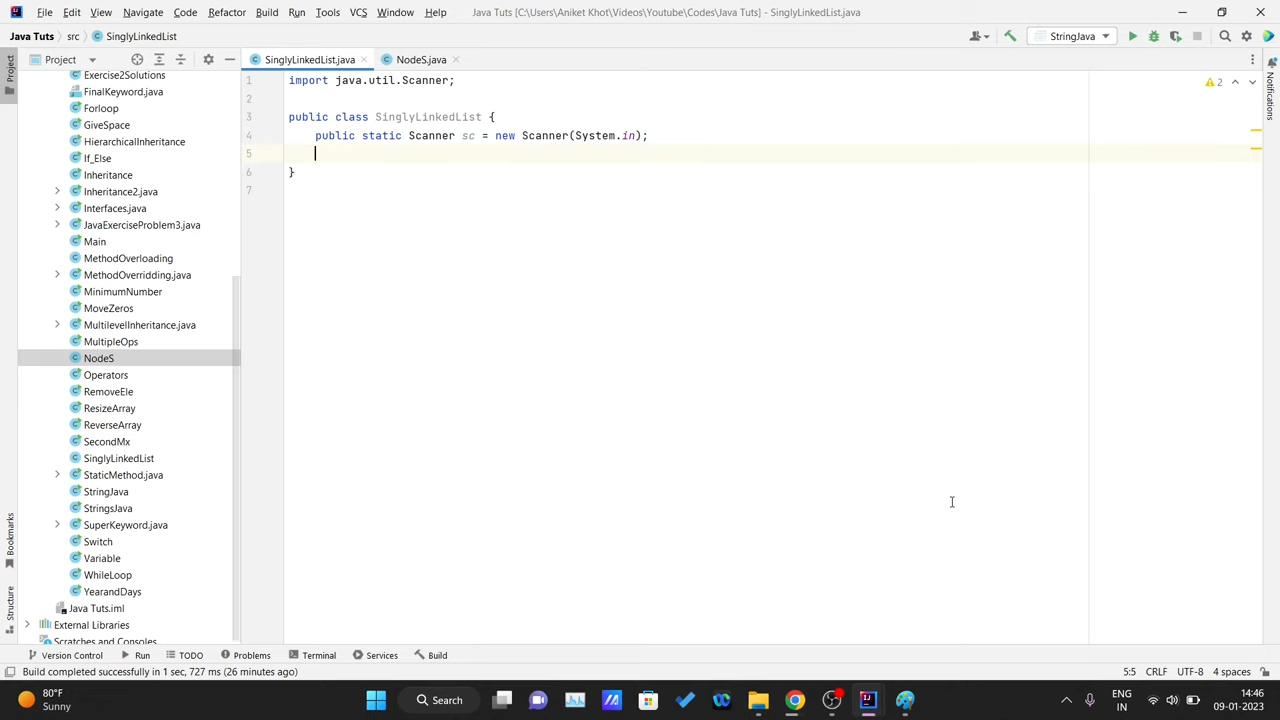 File Edit View Navigate Code Refactor Build Run Tools VCS Window Help Java Tuts [C:\Users\Aniket Khot\Videos\Youtube\Codes\Java Tuts] - SinglyLinkedList.java
Java Tuts src SinglyLinkedList StringJava
Project SinglyLinkedList.java NodeS.java
Project
Notifications
Bookmarks
Structure
Exercise2Solutions
FinalKeyword.java
Forloop
GiveSpace
HierarchicalInheritance
If_Else
Inheritance
Inheritance2.java
Interfaces.java
JavaExerciseProblem3.java
Main
MethodOverloading
MethodOverridding.java
MinimumNumber
MoveZeros
MultilevelInheritance.java
MultipleOps
NodeS
Operators
RemoveEle
ResizeArray
ReverseArray
SecondMx
SinglyLinkedList
StaticMethod.java
StringJava
StringsJava
SuperKeyword.java
Switch
Variable
WhileLoop
YearandDays
Java Tuts.iml
External Libraries
Scratches and Consoles
1 import java.util.Scanner; 2
2
3 public class SinglyLinkedList {
4 public static Scanner sc = new Scanner(System.in);
5
6 }
7
Version Control Run TODO Problems Terminal Services Build
Build completed successfully in 1 sec, 727 ms (26 minutes ago) 5:5 CRLF UTF-8 4 spaces
80°F
Sunny
Search
ENG
IN
14:46
09-01-2023